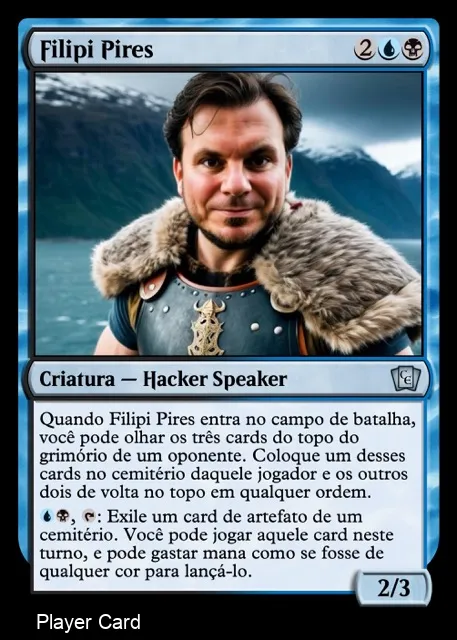 Filipi Pires 2
Criatura — Hacker Speaker
CE
Quando Filipi Pires entra no campo de batalha,
você pode olhar os três cards do topo do
grimório de um oponente. Coloque um desses
cards no cemitério daquele jogador e os outros
dois de volta no topo em qualquer ordem.
, : Exile um card de artefato de um
cemitério. Você pode jogar aquele card neste
turno, e pode gastar mana como se fosse de
qualquer cor para lançá-lo.
2/3
Player Card